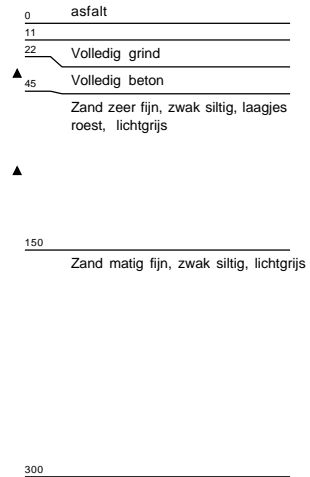 0 asfalt
11
22 Volledig grind
45 Volledig beton
Zand zeer fijn, zwak siltig, laagjes
roest, lichtgrijs
150
Zand matig fijn, zwak siltig, lichtgrijs
300